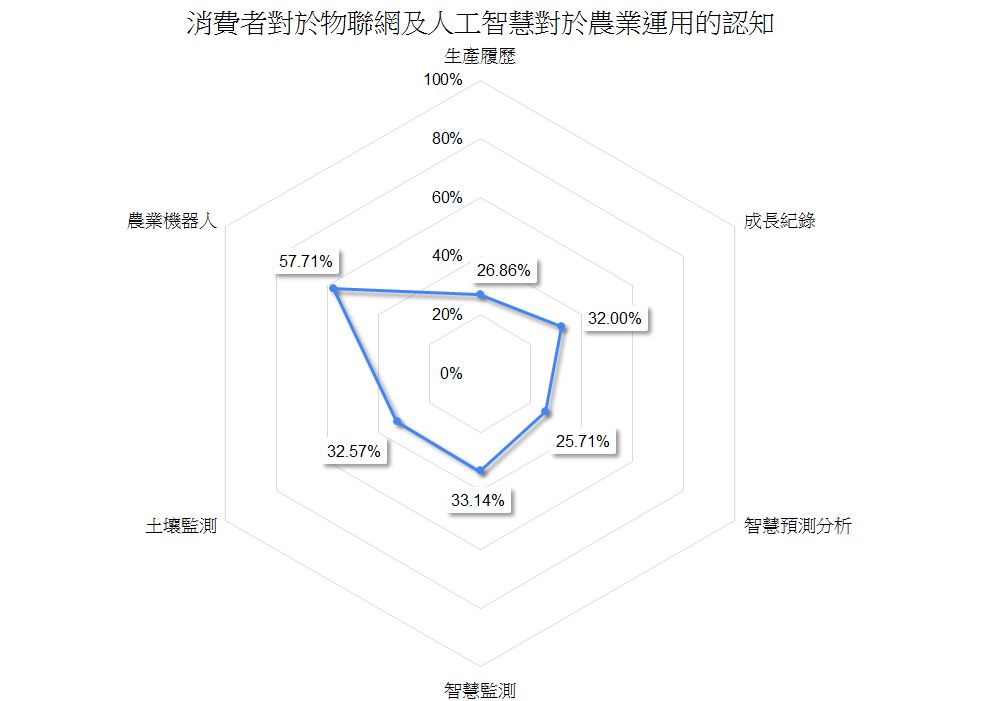 消費者對於物聯網及人工智慧對於農業運用的認知
生產履歷
100%
80%
60%
農業機器人
成長紀錄
40%
57.71%
26.86%
20%
32.00%
0%
25.71%
32.57%
33.14%
土壤監測
智慧預測分析
智慧監測